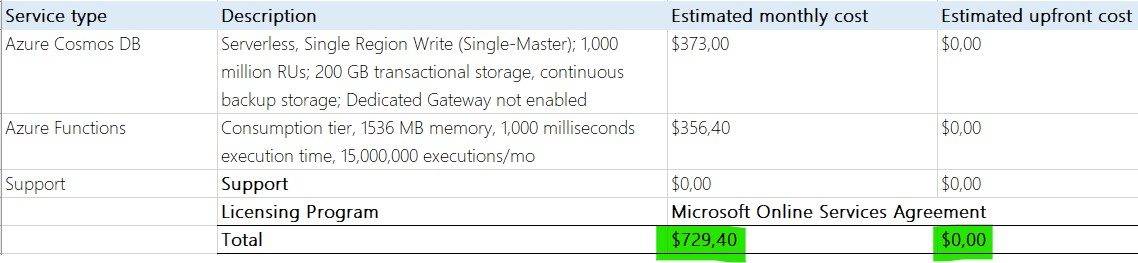 Service type Description Estimated monthly cost Estimated upfront cost
Azure Cosmos DB Serverless, Single Region Write (Single-Master); 1,000 $373,00 $0,00
million RUs; 200 GB transactional storage, continuous
backup storage; Dedicated Gateway not enabled
Azure Functions Consumption tier, 1536 MB memory, 1,000 milliseconds $356,40 $0,00
execution time, 15,000,000 executions/mo
Support Support $0,00 $0,00
Licensing Program Microsoft Online Services Agreement
Total $729,40 $0,00